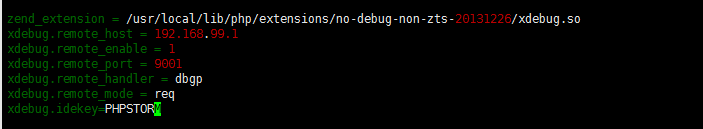 zend_extension = /usr/local/lib/php/extensions/no-debug-non-zts-20131226/xdebug.so
xdebug.remote_host = 192.168.99.1
xdebug.remote_enable = 1
xdebug.remote_port = 9001
xdebug.remote_handler = dbgp
xdebug.remote_mode = req
xdebug.idekey=PHPSTORM